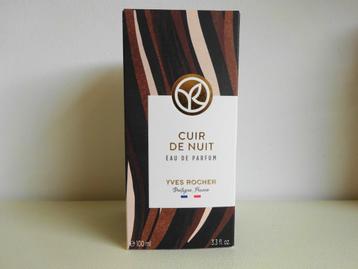 CUIR
DE NUIT
EAU DE PARFUM
YVES ROCHER
Bretagne, France
e 100 ml
3.3 fl. oz.